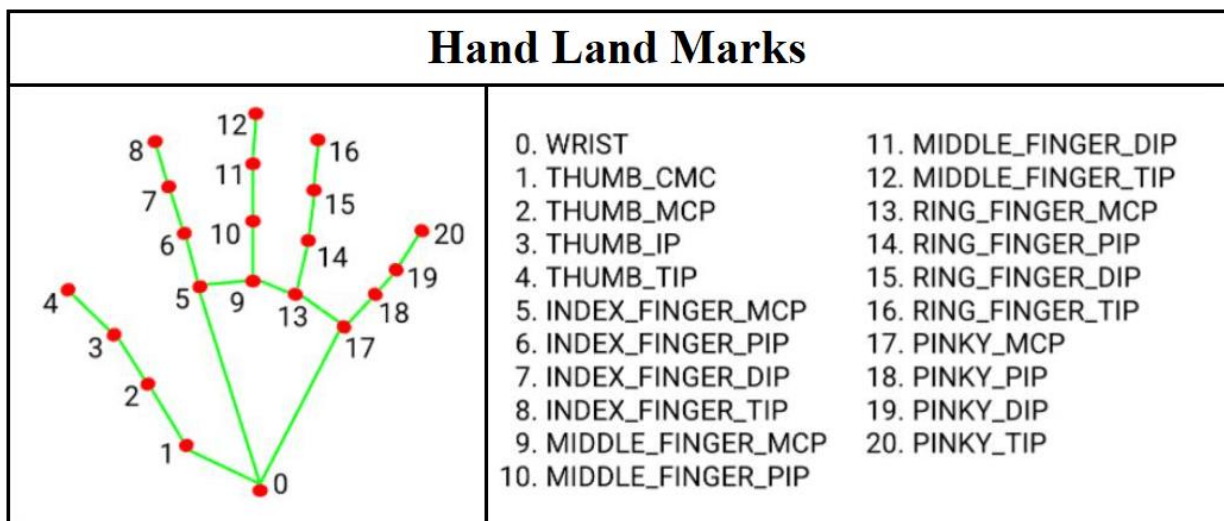 Hand Land Marks
12
8
16
11
7
15
10
6
14
20
19
4
5
9
13
18
3
17
2
1
0
0. WRIST
1. THUMB_CMC
2. THUMB_MCP
3. THUMB_IP
4. THUMB_TIP
5. INDEX_FINGER_MCP
6. INDEX_FINGER_PIP
7. INDEX_FINGER_DIP
8. INDEX_FINGER_TIP
9. MIDDLE_FINGER_MCP
10. MIDDLE_FINGER_PIP
11. MIDDLE_FINGER_DIP
12. MIDDLE_FINGER_TIP
13. RING_FINGER_MCP
14. RING_FINGER_PIP
15. RING_FINGER_DIP
16. RING_FINGER_TIP
17. PINKY_MCP
18. PINKY_PIP
19. PINKY_DIP
20. PINKY_TIP